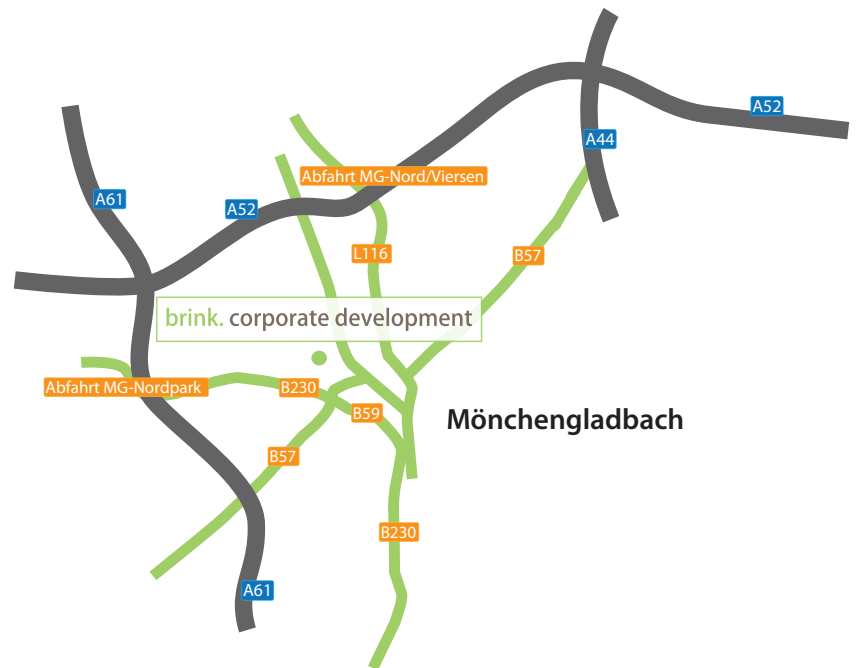 A52
A44
Abfahrt MG-Nord/Viersen
A61
A52
L116
B57
brink. corporate development
Abfahrt MG-Nordpark
B230
B59
Mönchengladbach
B57
B230
A61